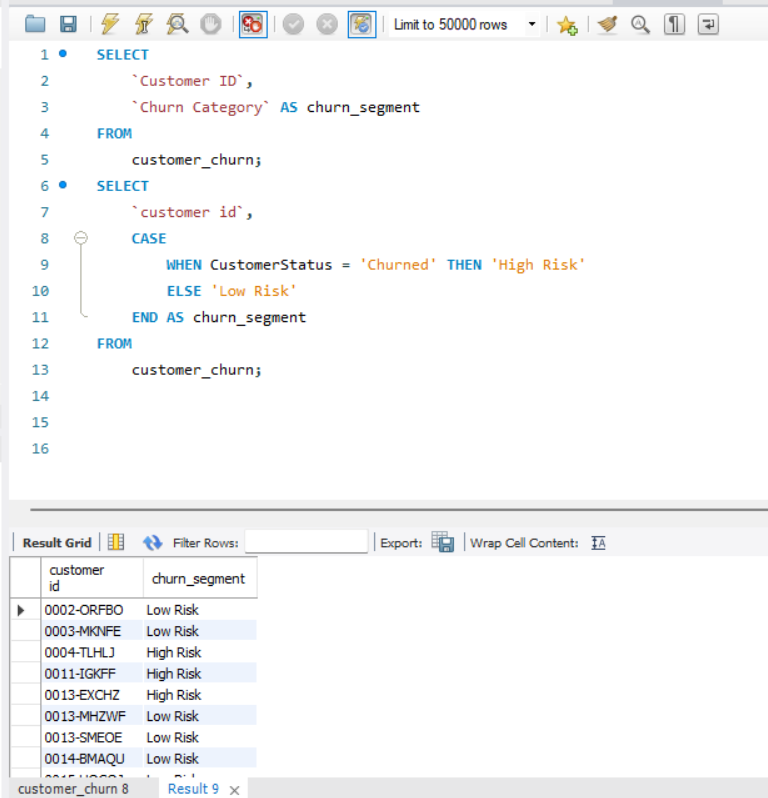 Limit to 50000 rows
1 SELECT
2 `Customer ID`,
3 `Churn Category` AS churn_segment
4 FROM
5 customer_churn;
6 SELECT
7 `customer id`,
8 CASE
9 WHEN CustomerStatus = 'Churned' THEN 'High Risk'
10 ELSE 'Low Risk'
11 END AS churn_segment
12 FROM
13 customer_churn;
14
15
16
Result Grid Filter Rows: Export: Wrap Cell Content: IA
customer id churn_segment
0002-ORFBO Low Risk
0003-MKNFE Low Risk
0004-TLHLJ High Risk
0011-IGKFF High Risk
0013-EXCHZ High Risk
0013-MHZWF Low Risk
0013-SMEOE Low Risk
0014-BMAQU Low Risk
customer_churn 8 Result 9